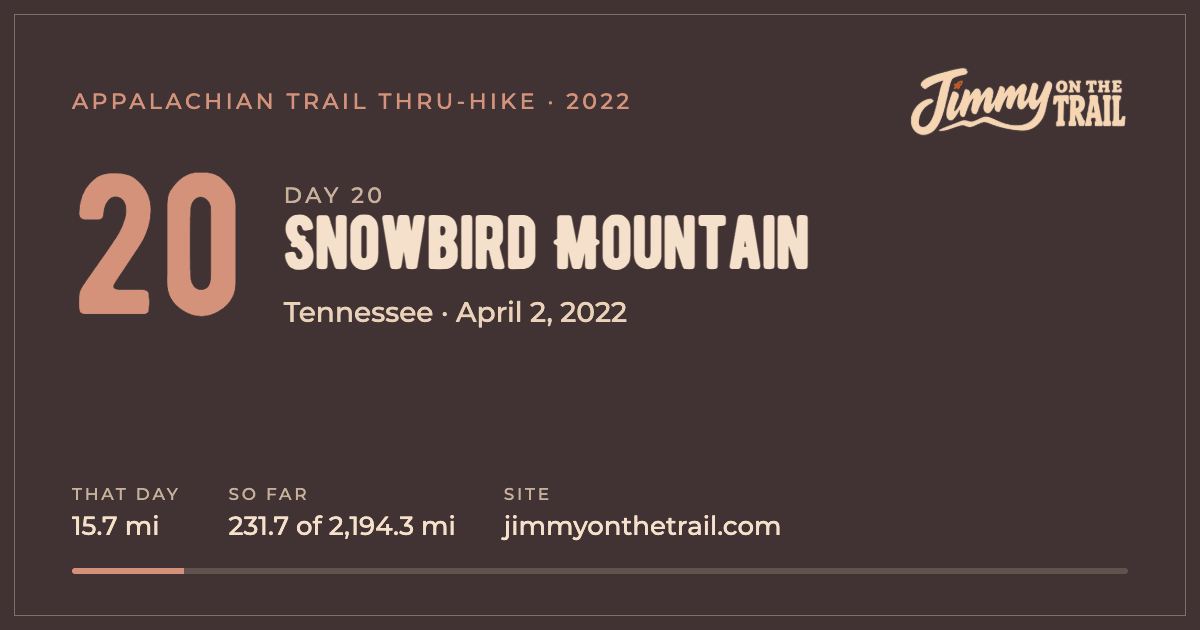 APPALACHIAN TRAIL THRU-HIKE · 2022
Jimmy ON THE TRAIL
20
DAY 20
SNOWBIRD MOUNTAIN
Tennessee · April 2, 2022
THAT DAY
15.7 mi
SO FAR
231.7 of 2,194.3 mi
SITE
jimmyonthetrail.com